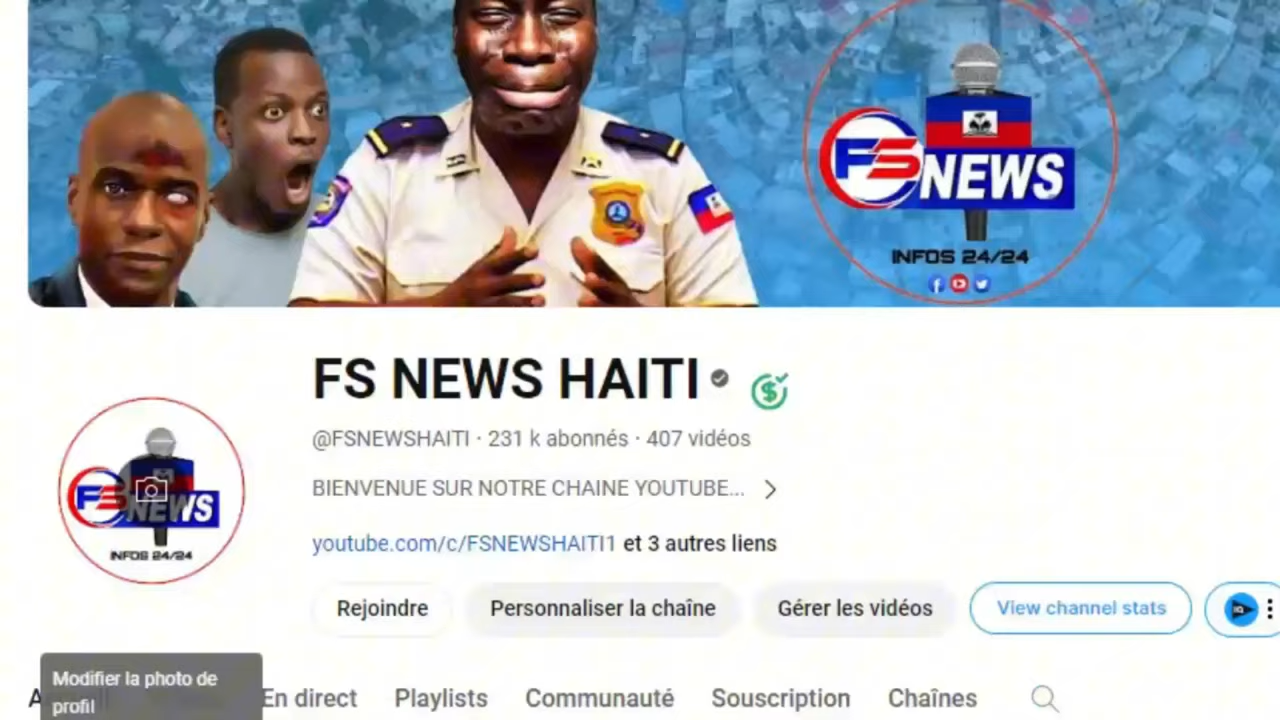 FS NEWS
INFOS 24/24
FS NEWS HAITI
@FSNEWSHAITI · 231 k abonnés · 407 vidéos
BIENVENUE SUR NOTRE CHAINE YOUTUBE...
youtube.com/c/FSNEWSHAITI1 et 3 autres liens
FS NEWS
INFOS 24/24
Rejoindre Personnaliser la chaîne Gérer les vidéos View channel stats
Modifier la photo de
profil
En direct Playlists Communauté Souscription Chaînes